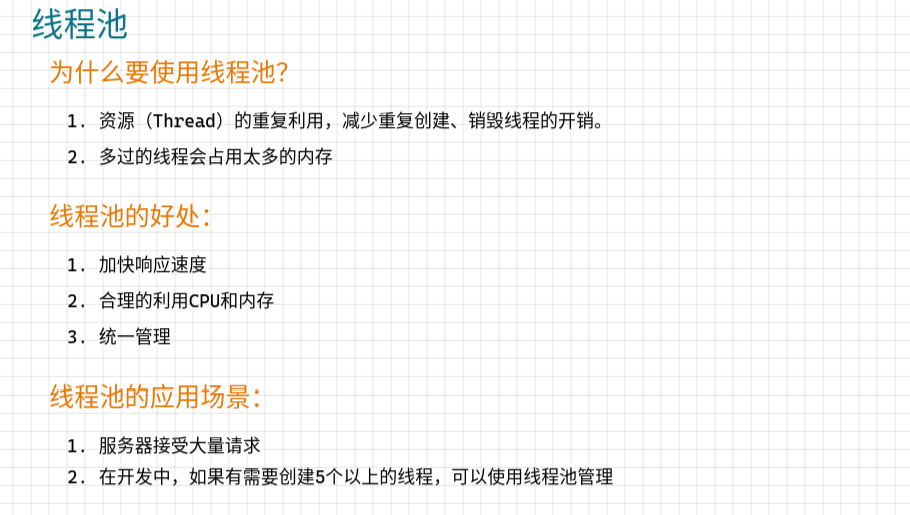 线程池
为什么要使用线程池？
1. 资源（Thread）的重复利用，减少重复创建、销毁线程的开销。
2. 多过的线程会占用太多的内存
线程池的好处：
1. 加快响应速度
2. 合理的利用CPU和内存
3. 统一管理
线程池的应用场景：
1. 服务器接受大量请求
2. 在开发中，如果有需要创建5个以上的线程，可以使用线程池管理